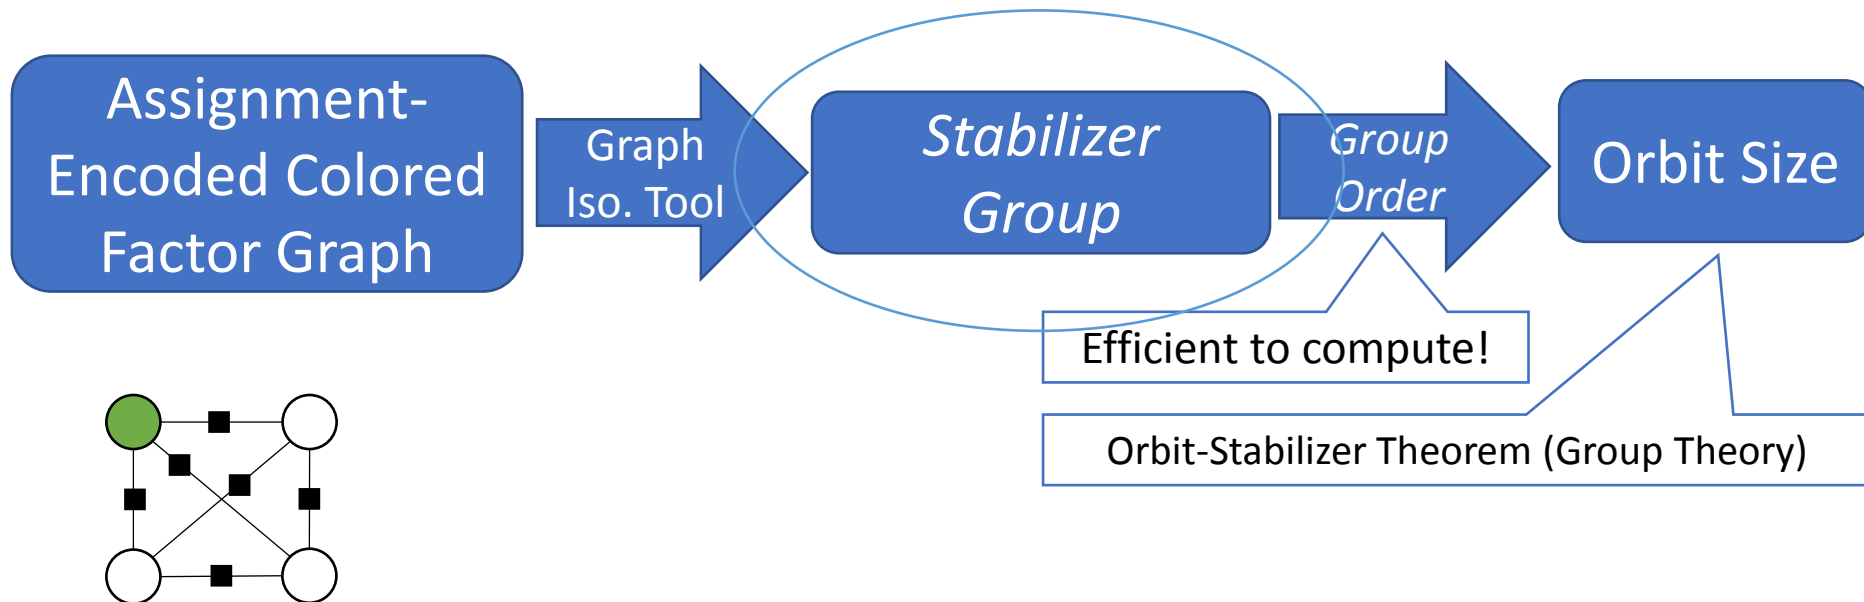 Assignment-
Encoded Colored
Factor Graph
Graph
Iso. Tool
Stabilizer
Group
Group
Order
Orbit Size
Efficient to compute!
Orbit-Stabilizer Theorem (Group Theory)